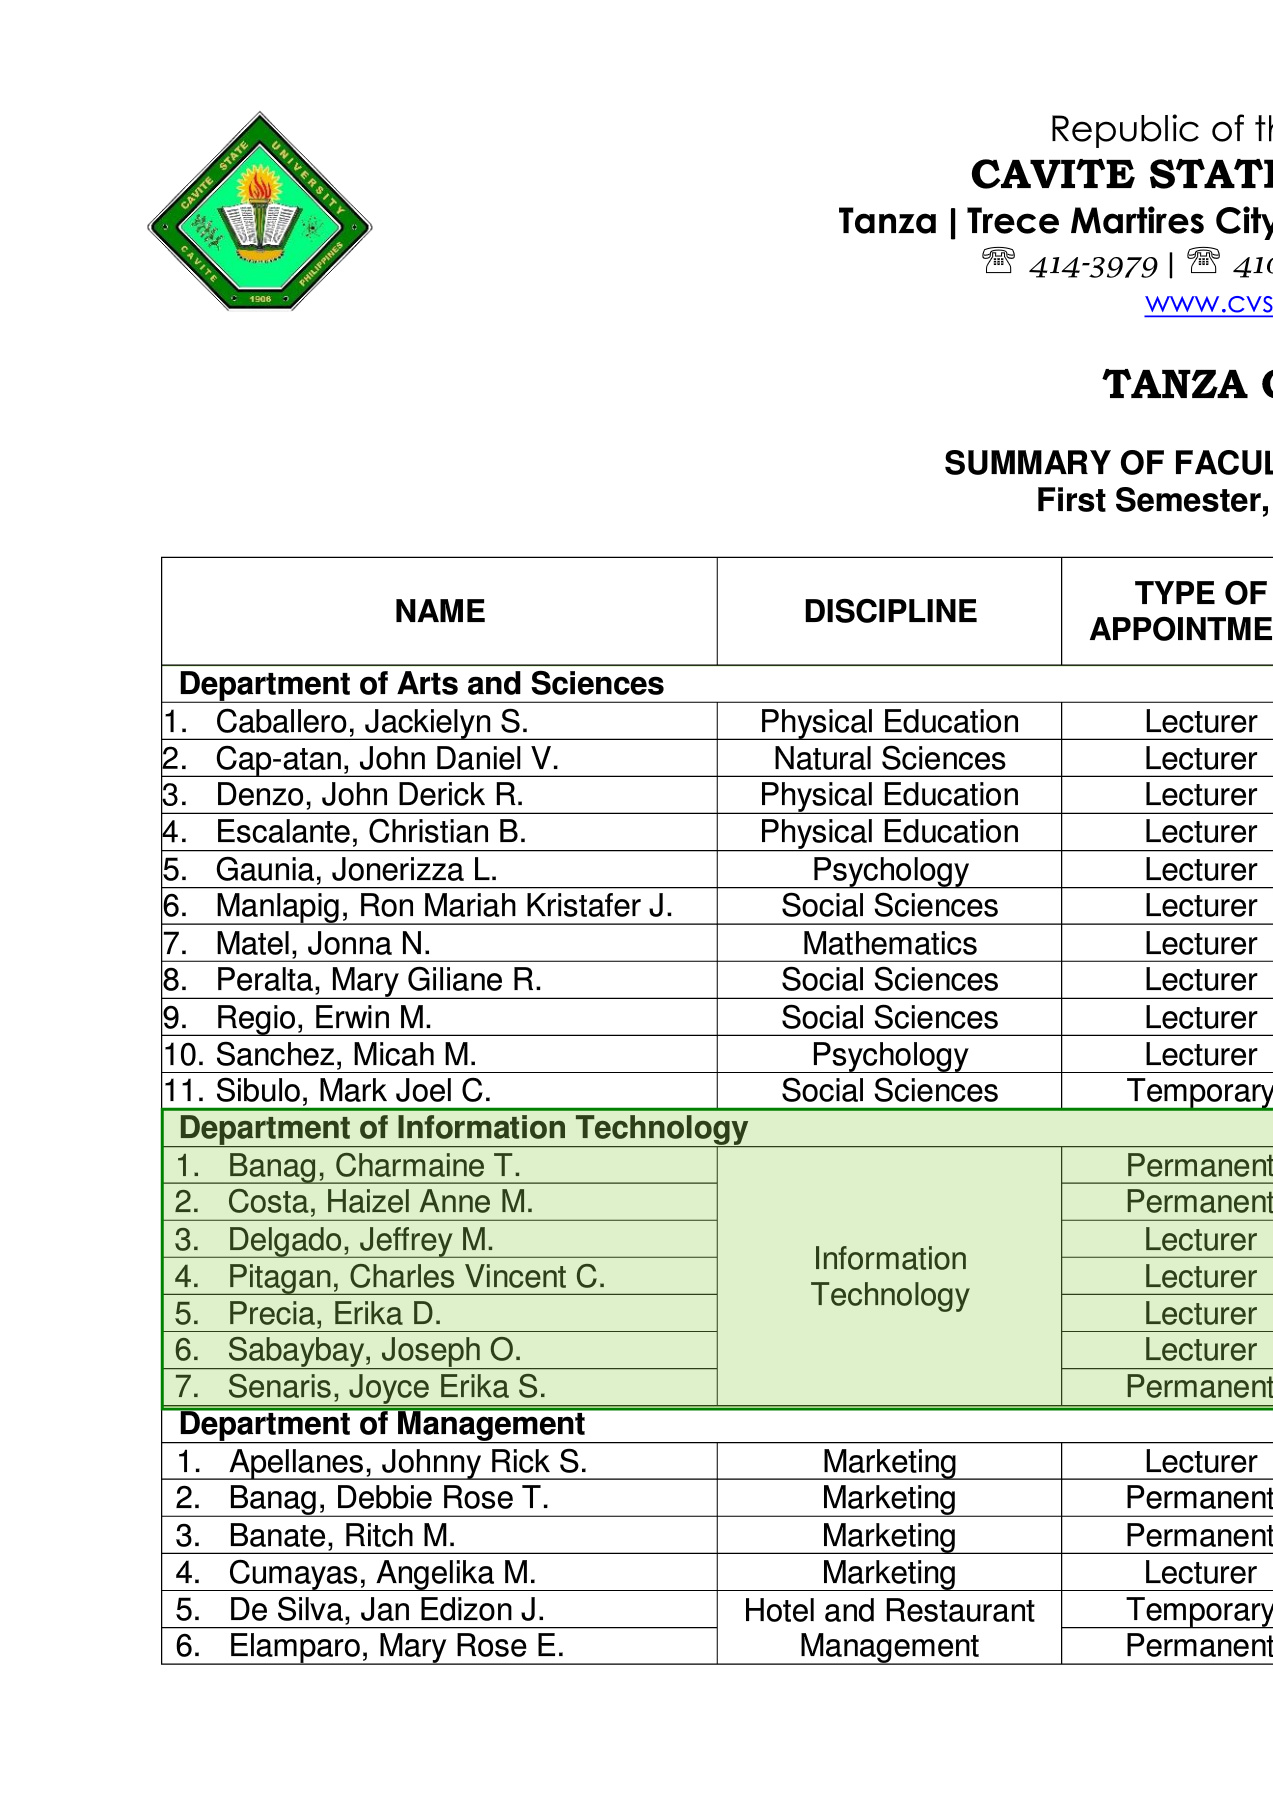 CAVITE STATE UNIVERSITY
CAVITE PHILIPPINES
1906
Republic of
CAVITE STATE
Tanza | Trece Martires City
☏ 414-3979 | ☏
www.cvs
TANZA
SUMMARY OF
First Semester,
NAME DISCIPLINE TYPE OF
Department of Arts and Sciences
1. Caballero, Jackielyn S. Physical Education Lecturer
2. Cap-atan, John Daniel V. Natural Sciences Lecturer
3. Denzo, John Derick R. Physical Education Lecturer
4. Escalante, Christian B. Physical Education Lecturer
5. Gaunia, Jonerizza L. Psychology Lecturer
6. Manlapig, Ron Mariah Kristafer J. Social Sciences Lecturer
7. Matel, Jonna N. Mathematics Lecturer
8. Peralta, Mary Giliane R. Social Sciences Lecturer
9. Regio, Erwin M. Social Sciences Lecturer
10. Sanchez, Micah M. Psychology Lecturer
11. Sibulo, Mark Joel C. Social Sciences Temporary
Department of Information Technology
1. Banag, Charmaine T. Permanent
2. Costa, Haizel Anne M. Permanent
3. Delgado, Jeffrey M. Lecturer
4. Pitagan, Charles Vincent C. Information Lecturer
5. Precia, Erika D. Technology Lecturer
6. Sabaybay, Joseph O. Lecturer
7. Senaris, Joyce Erika S. Permanent
Department of Management
1. Apellanes, Johnny Rick S. Marketing Lecturer
2. Banag, Debbie Rose T. Marketing Permanent
3. Banate, Ritch M. Marketing Permanent
4. Cumayas, Angelika M. Marketing Lecturer
5. De Silva, Jan Edizon J. Hotel and Restaurant Temporary
6. Elamparo, Mary Rose E. Management Permanent